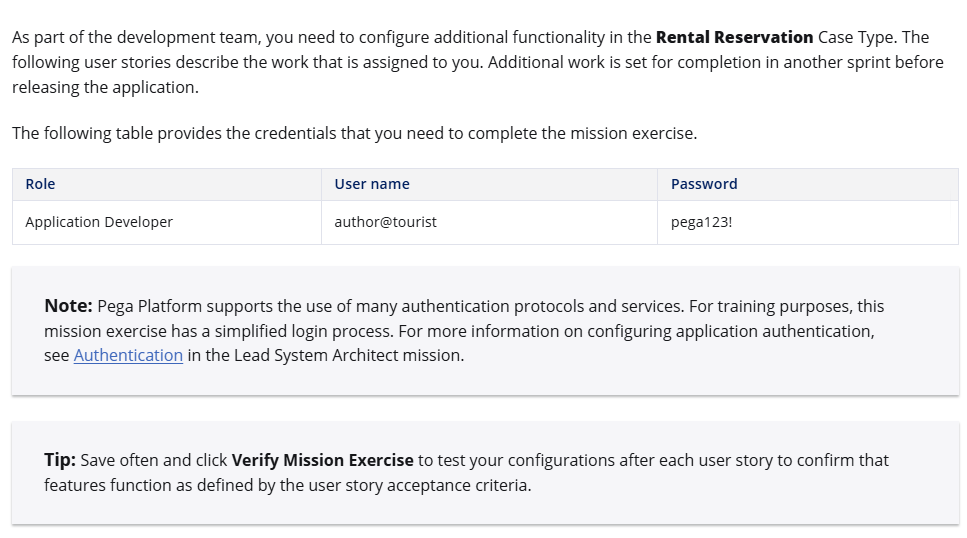 As part of the development team, you need to configure additional functionality in the Rental Reservation Case Type. The
following user stories describe the work that is assigned to you. Additional work is set for completion in another sprint before
releasing the application.
The following table provides the credentials that you need to complete the mission exercise.
Role User name Password
Application Developer author@tourist pega123!
Note: Pega Platform supports the use of many authentication protocols and services. For training purposes, this
mission exercise has a simplified login process. For more information on configuring application authentication,
see Authentication in the Lead System Architect mission.
Tip: Save often and click Verify Mission Exercise to test your configurations after each user story to confirm that
features function as defined by the user story acceptance criteria.